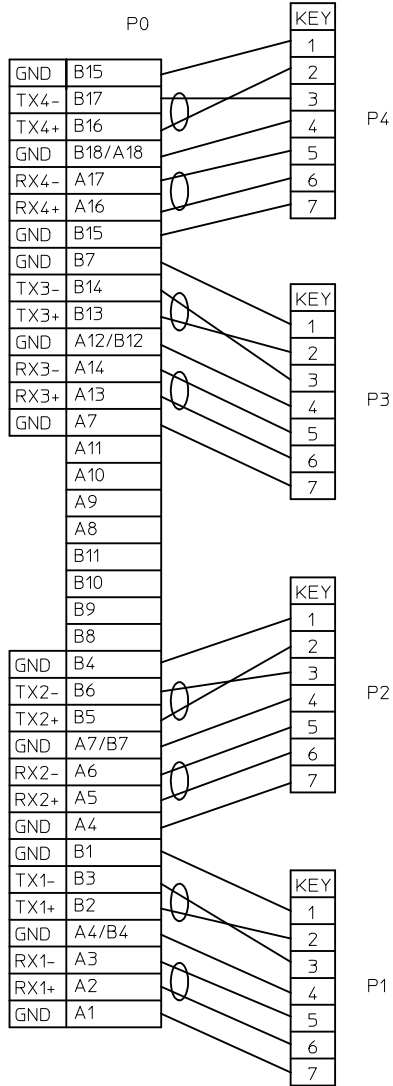 P0
GND B15
TX4- B17
TX4+ B16
GND B18/A18
RX4- A17
RX4+ A16
GND B15
GND B7
TX3- B14
TX3+ B13
GND A12/B12
RX3- A14
RX3+ A13
GND A7
A11
A10
A9
A8
B11
B10
B9
B8
GND B4
TX2- B6
TX2+ B5
GND A7/B7
RX2- A6
RX2+ A5
GND A4
GND B1
TX1- B3
TX1+ B2
GND A4/B4
RX1- A3
RX1+ A2
GND A1
KEY
1
2
3
4
5
6
7
P4
KEY
1
2
3
4
5
6
7
P3
KEY
1
2
3
4
5
6
7
P2
KEY
1
2
3
4
5
6
7
P1